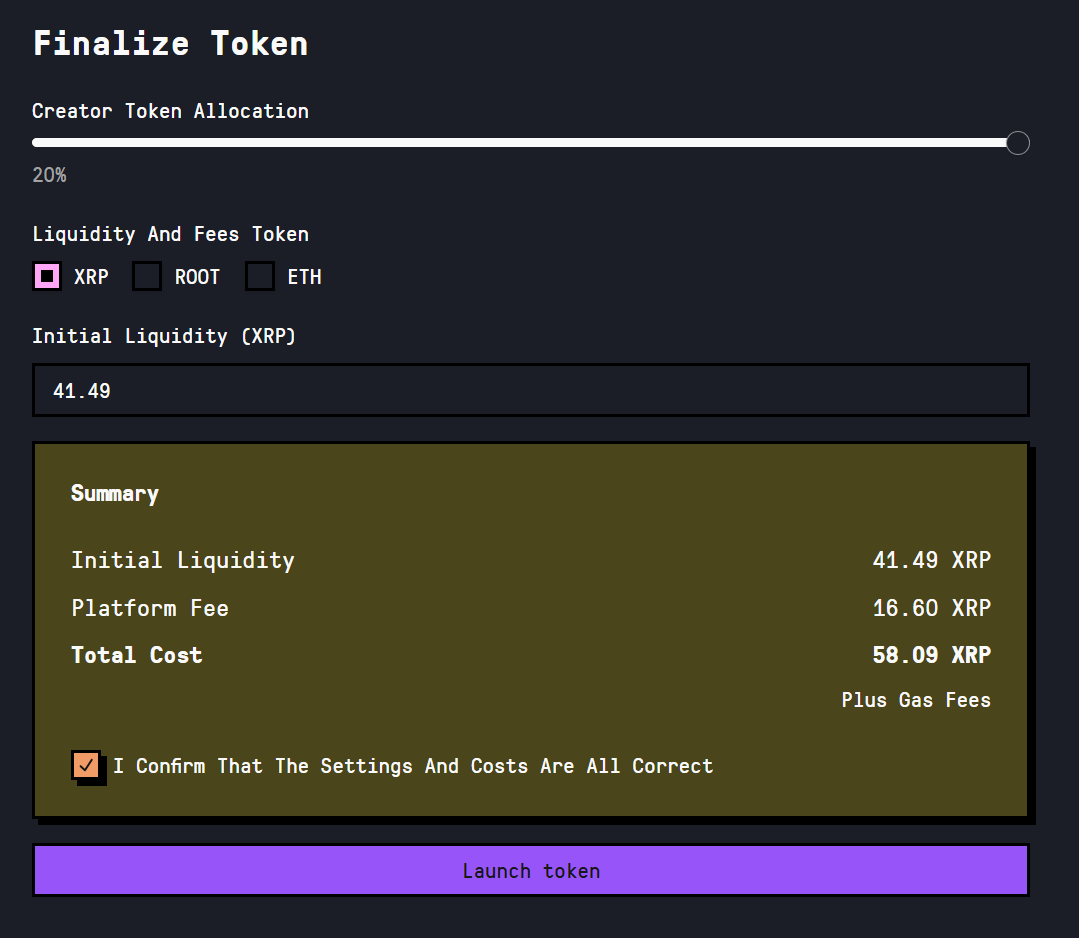 Finalize Token
Creator Token Allocation
20%
Liquidity And Fees Token
XRP ROOT ETH
Initial Liquidity (XRP)
41.49
Summary
Initial Liquidity 41.49 XRP
Platform Fee 16.60 XRP
Total Cost 58.09 XRP
Plus Gas Fees
I Confirm That The Settings And Costs Are All Correct
Launch token